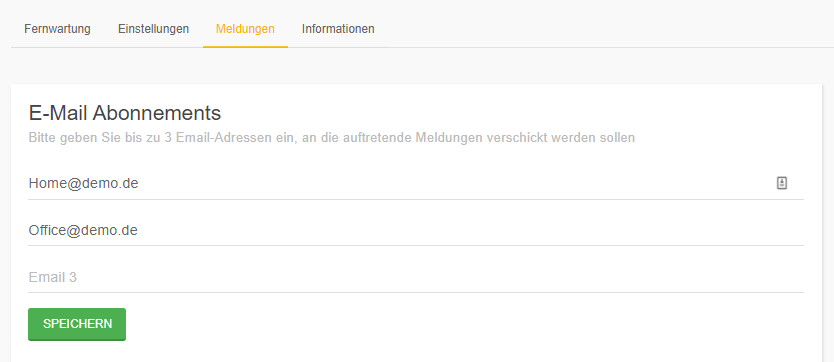 Fernwartung Einstellungen Meldungen Informationen
E-Mail Abonnements
Bitte geben Sie bis zu 3 Email-Adressen ein, an die auftretende Meldungen verschickt werden sollen
Home@demo.de
Office@demo.de
Email 3
SPEICHERN